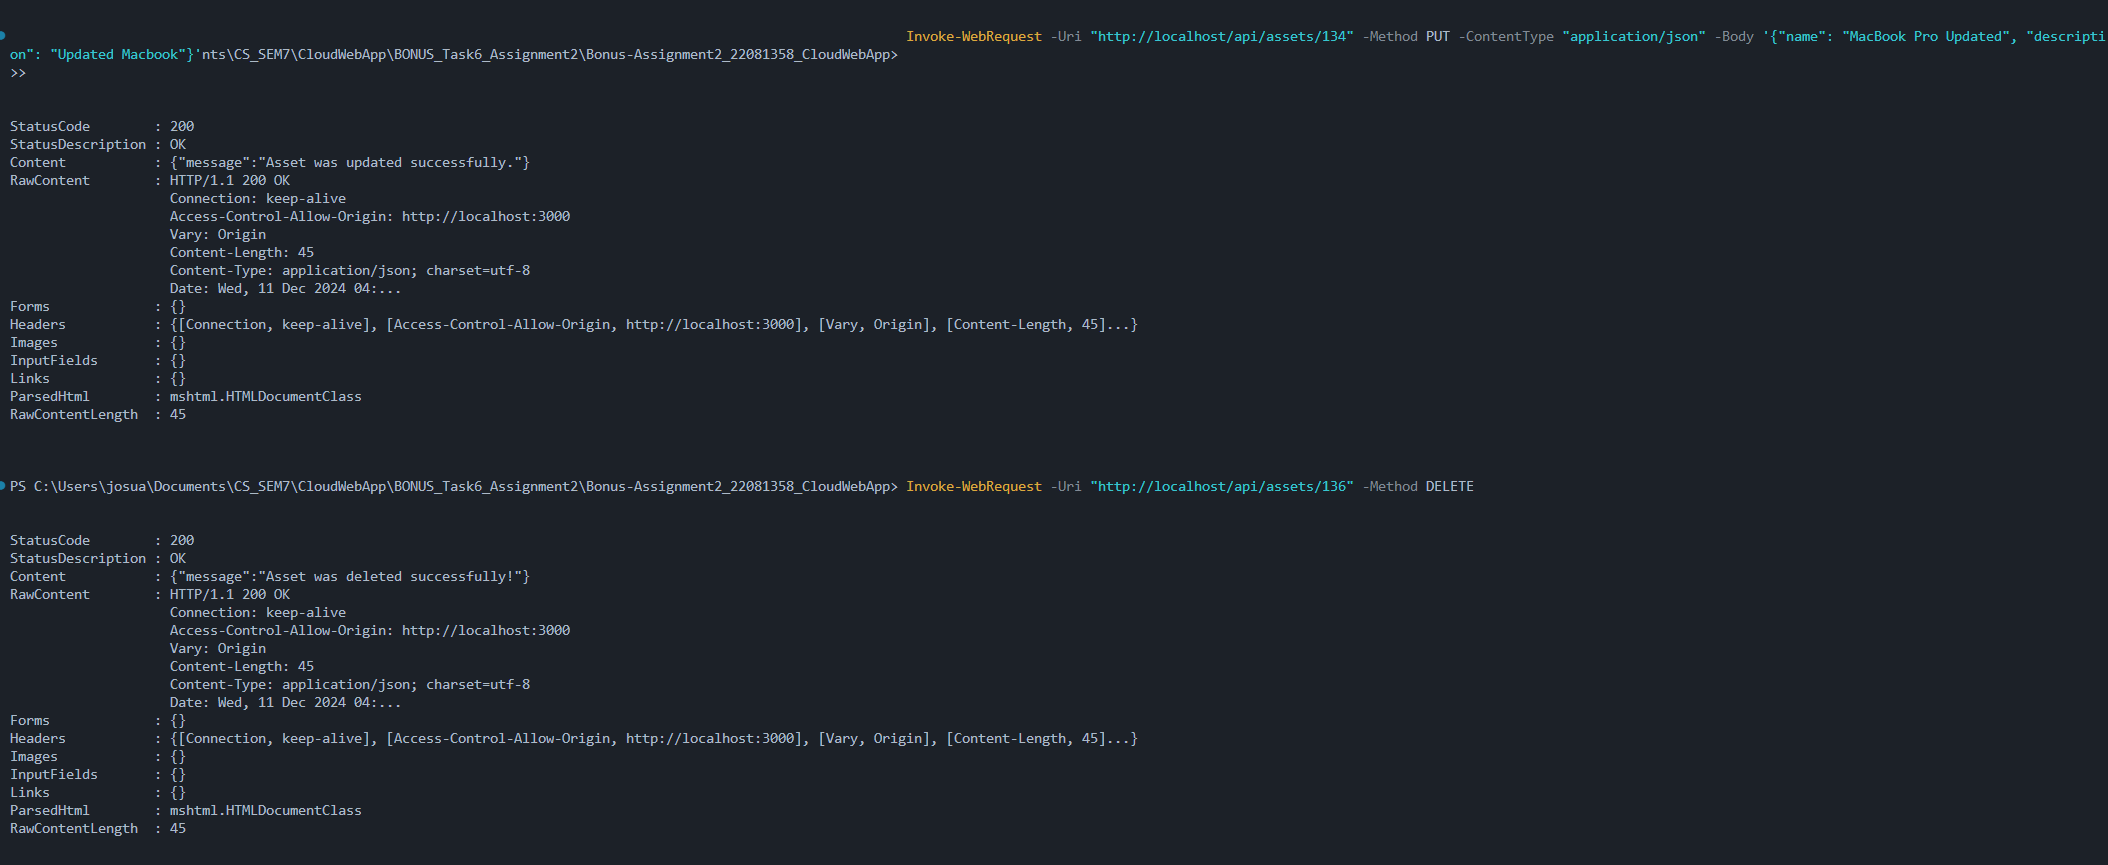 Invoke-WebRequest -Uri "http://localhost/api/assets/134" -Method PUT -ContentType "application/json" -Body '{"name": "MacBook Pro Updated", "descripti
on": "Updated Macbook"}'nts\CS_SEM7\CloudWebApp\BONUS_Task6_Assignment2\Bonus-Assignment2_22081358_CloudWebApp>
>>
StatusCode        : 200
StatusDescription : OK
Content           : {"message":"Asset was updated successfully."}
RawContent        : HTTP/1.1 200 OK
                    Connection: keep-alive
                    Access-Control-Allow-Origin: http://localhost:3000
                    Vary: Origin
                    Content-Length: 45
                    Content-Type: application/json; charset=utf-8
                    Date: Wed, 11 Dec 2024 04:...
Forms             : {}
Headers           : {[Connection, keep-alive], [Access-Control-Allow-Origin, http://localhost:3000], [Vary, Origin], [Content-Length, 45]...}
Images            : {}
InputFields       : {}
Links             : {}
ParsedHtml        : mshtml.HTMLDocumentClass
RawContentLength  : 45
PS C:\Users\josua\Documents\CS_SEM7\CloudWebApp\BONUS_Task6_Assignment2\Bonus-Assignment2_22081358_CloudWebApp> Invoke-WebRequest -Uri "http://localhost/api/assets/136" -Method DELETE
StatusCode        : 200
StatusDescription : OK
Content           : {"message":"Asset was deleted successfully!"}
RawContent        : HTTP/1.1 200 OK
                    Connection: keep-alive
                    Access-Control-Allow-Origin: http://localhost:3000
                    Vary: Origin
                    Content-Length: 45
                    Content-Type: application/json; charset=utf-8
                    Date: Wed, 11 Dec 2024 04:...
Forms             : {}
Headers           : {[Connection, keep-alive], [Access-Control-Allow-Origin, http://localhost:3000], [Vary, Origin], [Content-Length, 45]...}
Images            : {}
InputFields       : {}
Links             : {}
ParsedHtml        : mshtml.HTMLDocumentClass
RawContentLength  : 45